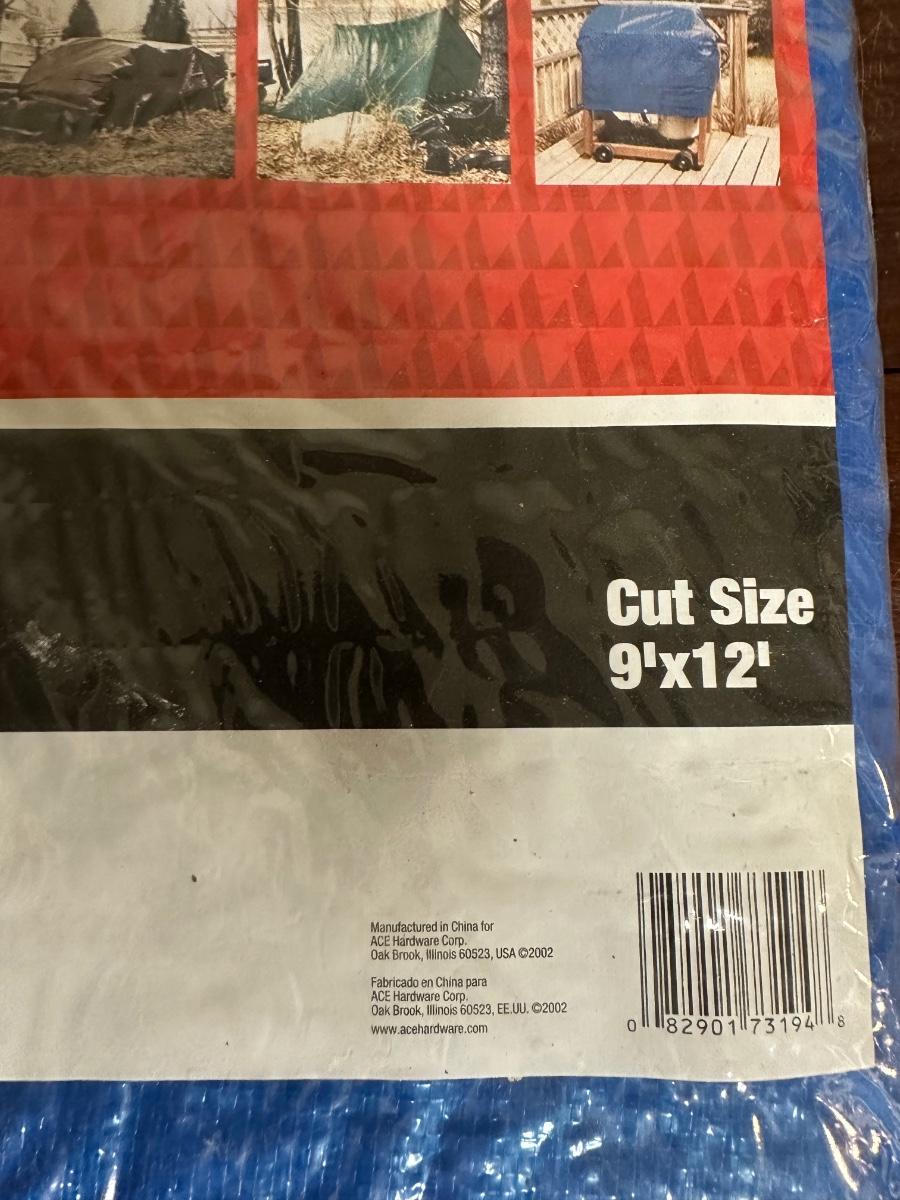 Cut Size
9'x12'
Manufactured in China for
ACE Hardware Corp.
Oak Brook, Illinois 60523, USA ©2002
Fabricado en China para
ACE Hardware Corp.
Oak Brook, Illinois 60523, EE.UU. ©2002
www.acehardware.com
0 82901 73194 8